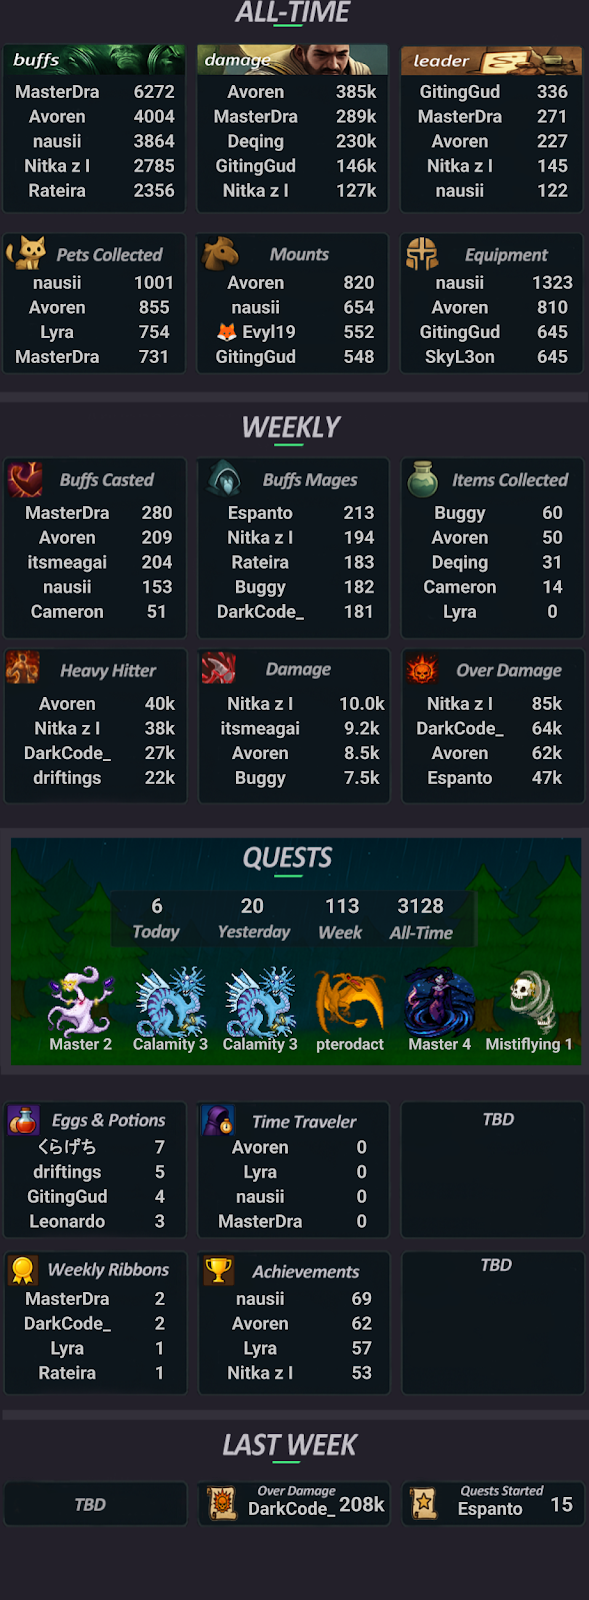 ALL-TIME
buffs
MasterDra 6272
Avoren 4004
nausii 3864
Nitka z l 2785
Rateira 2356
damage
Avoren 385k
MasterDra 289k
Deqing 230k
GitingGud 146k
Nitka z l 127k
leader
GitingGud 336
MasterDra 271
Avoren 227
Nitka z l 145
nausii 122
Pets Collected
nausii 1001
Avoren 855
Lyra 754
MasterDra 731
Mounts
Avoren 820
nausii 654
🦊 Evyl19 552
GitingGud 548
Equipment
nausii 1323
Avoren 810
GitingGud 645
SkyL3on 645
WEEKLY
Buffs Casted
MasterDra 280
Avoren 209
itsmeagai 204
nausii 153
Cameron 51
Buffs Mages
Espanto 213
Nitka z l 194
Rateira 183
Buggy 182
DarkCode_ 181
Items Collected
Buggy 60
Avoren 50
Deqing 31
Cameron 14
Lyra 0
Heavy Hitter
Avoren 40k
Nitka z l 38k
DarkCode_ 27k
driftings 22k
Damage
Nitka z l 10.0k
itsmeagai 9.2k
Avoren 8.5k
Buggy 7.5k
Over Damage
Nitka z l 85k
DarkCode_ 64k
Avoren 62k
Espanto 47k
QUESTS
6 20 113 3128
Today Yesterday Week All-Time
Master 2 Calamity 3 Calamity 3 pterodact Master 4 Mistiflying 1
Eggs & Potions
くらげち 7
driftings 5
GitingGud 4
Leonardo 3
Time Traveler
Avoren 0
Lyra 0
nausii 0
MasterDra 0
TBD
Weekly Ribbons
MasterDra 2
DarkCode_ 2
Lyra 1
Rateira 1
Achievements
nausii 69
Avoren 62
Lyra 57
Nitka z l 53
TBD
LAST WEEK
TBD
Over Damage
DarkCode_ 208k
Quests Started
Espanto 15